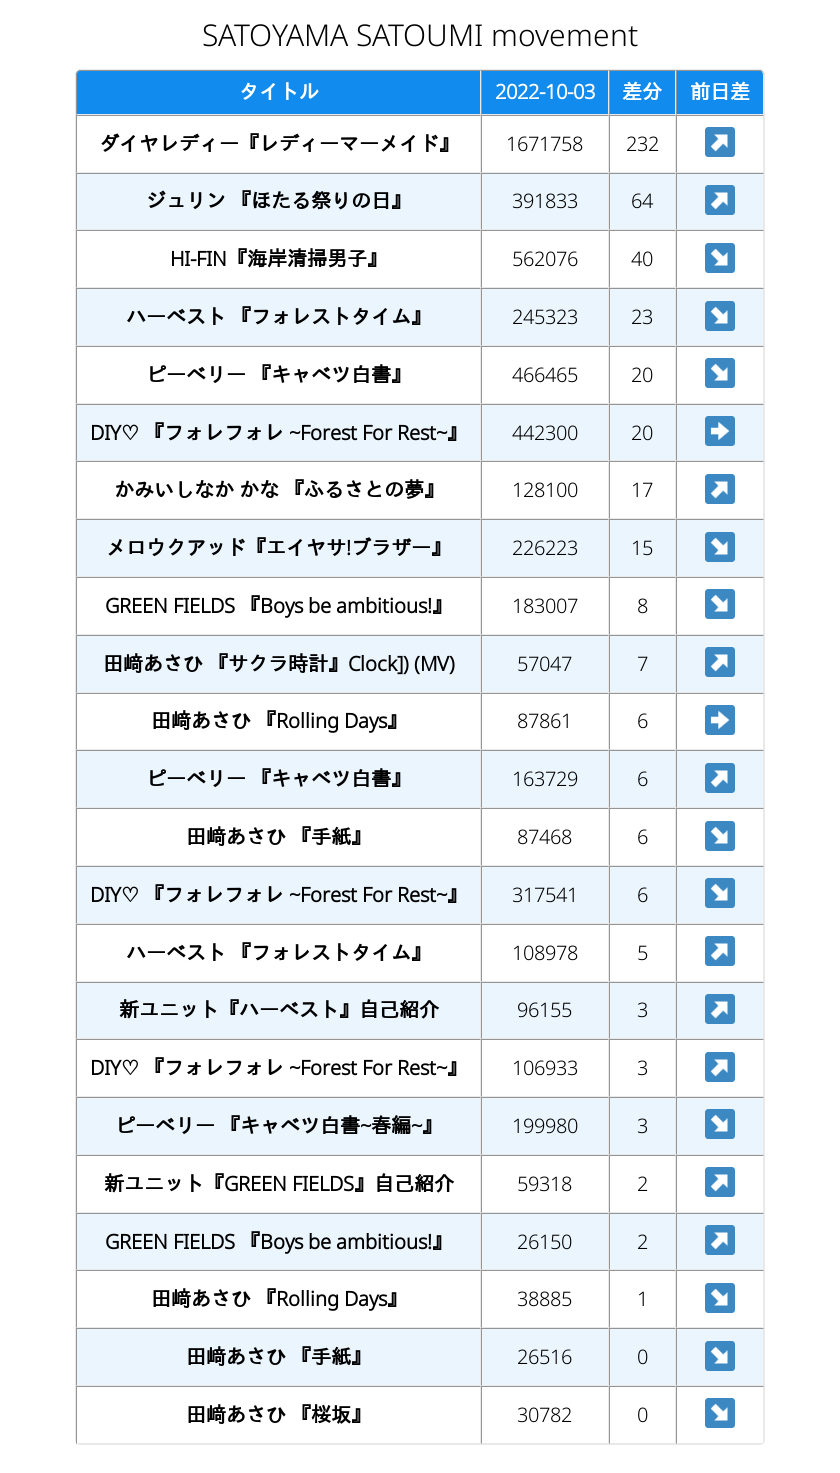 SATOYAMA SATOUMI movement
タイトル 2022-10-03 差分 前日差
ダイヤレディー『レディーマーメイド』 1671758 232 ↗
ジュリン 『ほたる祭りの日』 391833 64 ↗
HI-FIN『海岸清掃男子』 562076 40 ↘
ハーベスト 『フォレストタイム』 245323 23 ↘
ピーベリー 『キャベツ白書』 466465 20 ↘
DIY♡ 『フォレフォレ ~Forest For Rest~』 442300 20 ➡
かみいしなか かな 『ふるさとの夢』 128100 17 ↗
メロウクアッド『エイヤサ!ブラザー』 226223 15 ↘
GREEN FIELDS 『Boys be ambitious!』 183007 8 ↘
田﨑あさひ 『サクラ時計』Clock]) (MV) 57047 7 ↗
田﨑あさひ 『Rolling Days』 87861 6 ➡
ピーベリー 『キャベツ白書』 163729 6 ↗
田﨑あさひ 『手紙』 87468 6 ↘
DIY♡ 『フォレフォレ ~Forest For Rest~』 317541 6 ↘
ハーベスト 『フォレストタイム』 108978 5 ↗
新ユニット『ハーベスト』自己紹介 96155 3 ↗
DIY♡ 『フォレフォレ ~Forest For Rest~』 106933 3 ↗
ピーベリー 『キャベツ白書~春編~』 199980 3 ↘
新ユニット『GREEN FIELDS』自己紹介 59318 2 ↗
GREEN FIELDS 『Boys be ambitious!』 26150 2 ↗
田﨑あさひ 『Rolling Days』 38885 1 ↘
田﨑あさひ 『手紙』 26516 0 ↘
田﨑あさひ 『桜坂』 30782 0 ↘